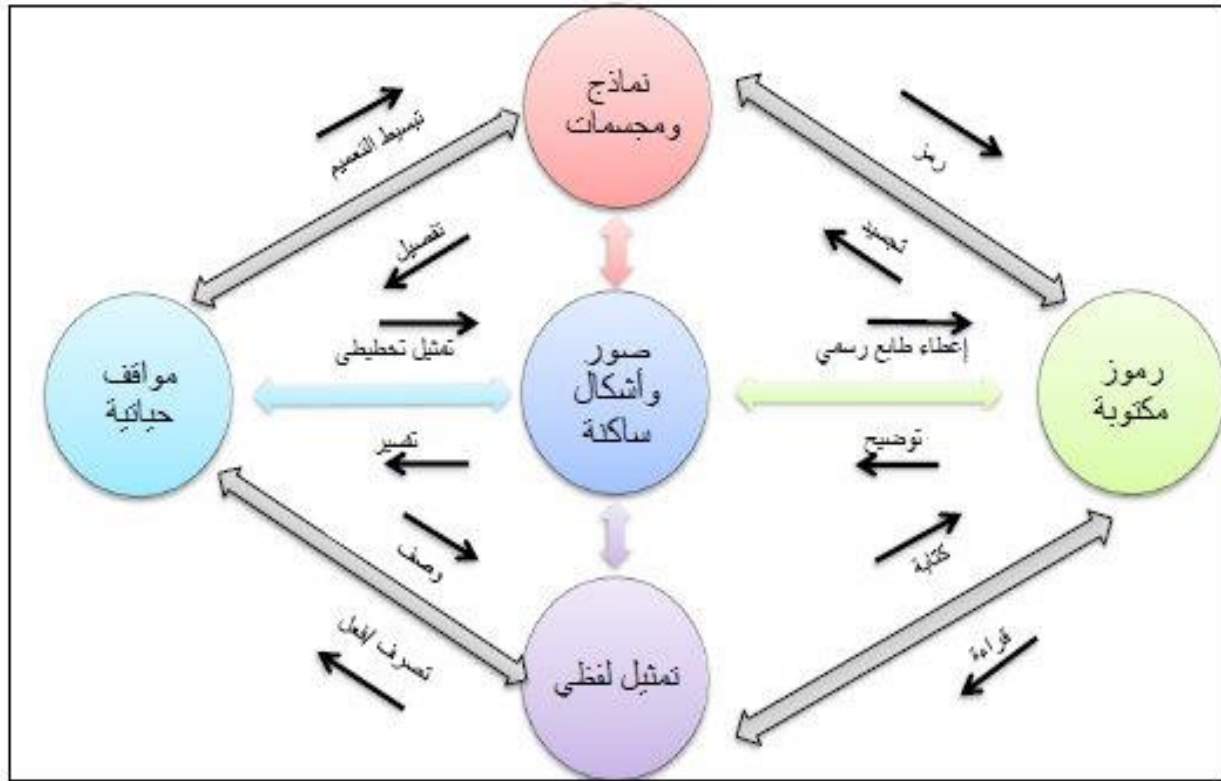 نماذج
ومجسمات
تبسيط التعميم
رمز
تفصيل
تجسيد
تمثيل تخطيطي
إعطاء طابع رسمي
مواقف
حياتية
صور
وأشكال
ساكنة
رموز
مكتوبة
تفسير
توضيح
وصف
كتابة
تصرف /فعل
قراءة
تمثيل لفظي